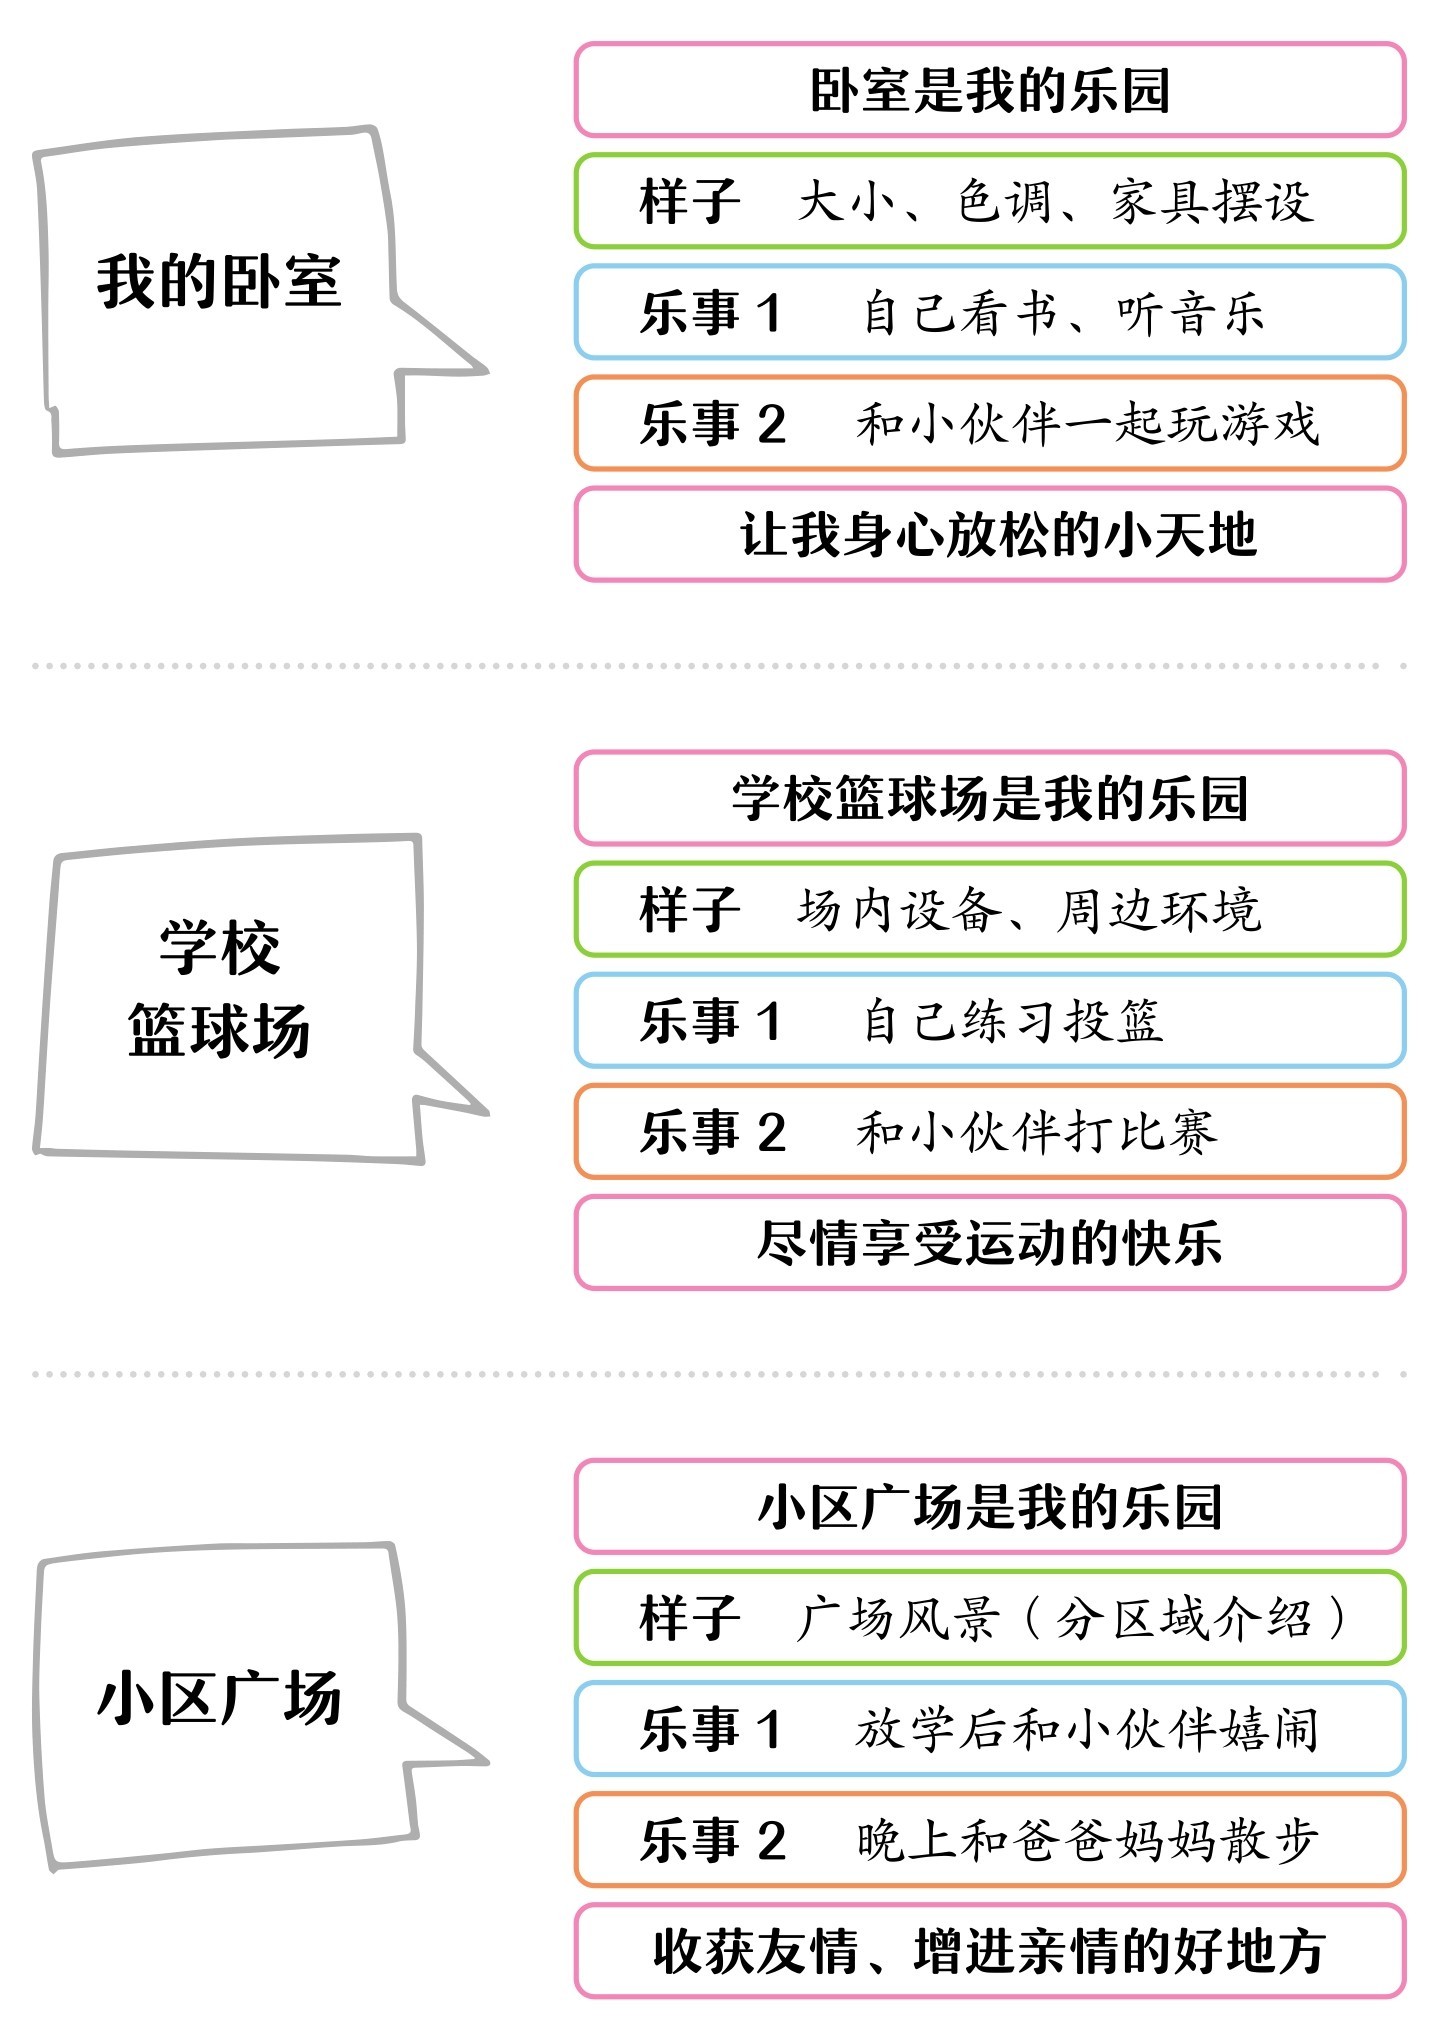 我的卧室
卧室是我的乐园
样子 大小、色调、家具摆设
乐事1 自己看书、听音乐
乐事2 和小伙伴一起玩游戏
让我身心放松的小天地
学校
篮球场
学校篮球场是我的乐园
样子 场内设备、周边环境
乐事1 自己练习投篮
乐事2 和小伙伴打比赛
尽情享受运动的快乐
小区广场
小区广场是我的乐园
样子 广场风景（分区域介绍）
乐事1 放学后和小伙伴嬉闹
乐事2 晚上和爸爸妈妈散步
收获友情、增进亲情的好地方